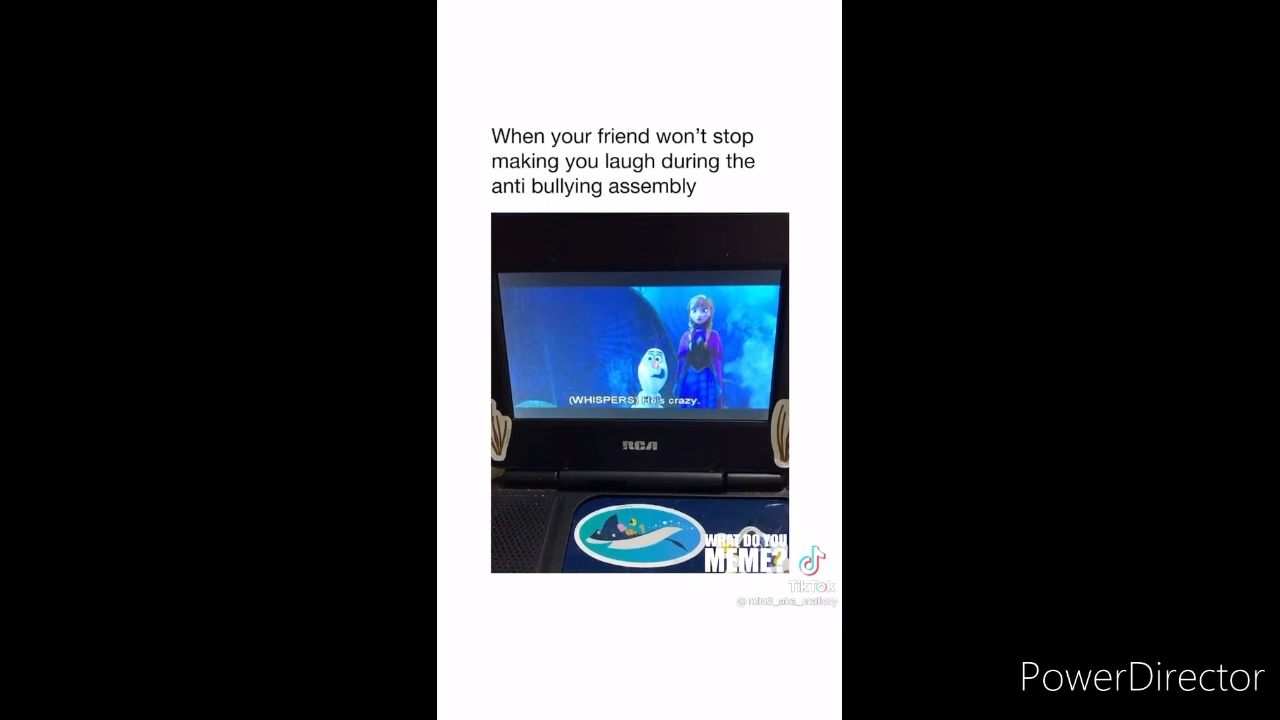 When your friend won't stop
making you laugh during the
anti bullying assembly
(WHISPERS) He's crazy.
RCA
WHAT DO YOU
MEME?
TikTok
PowerDirector